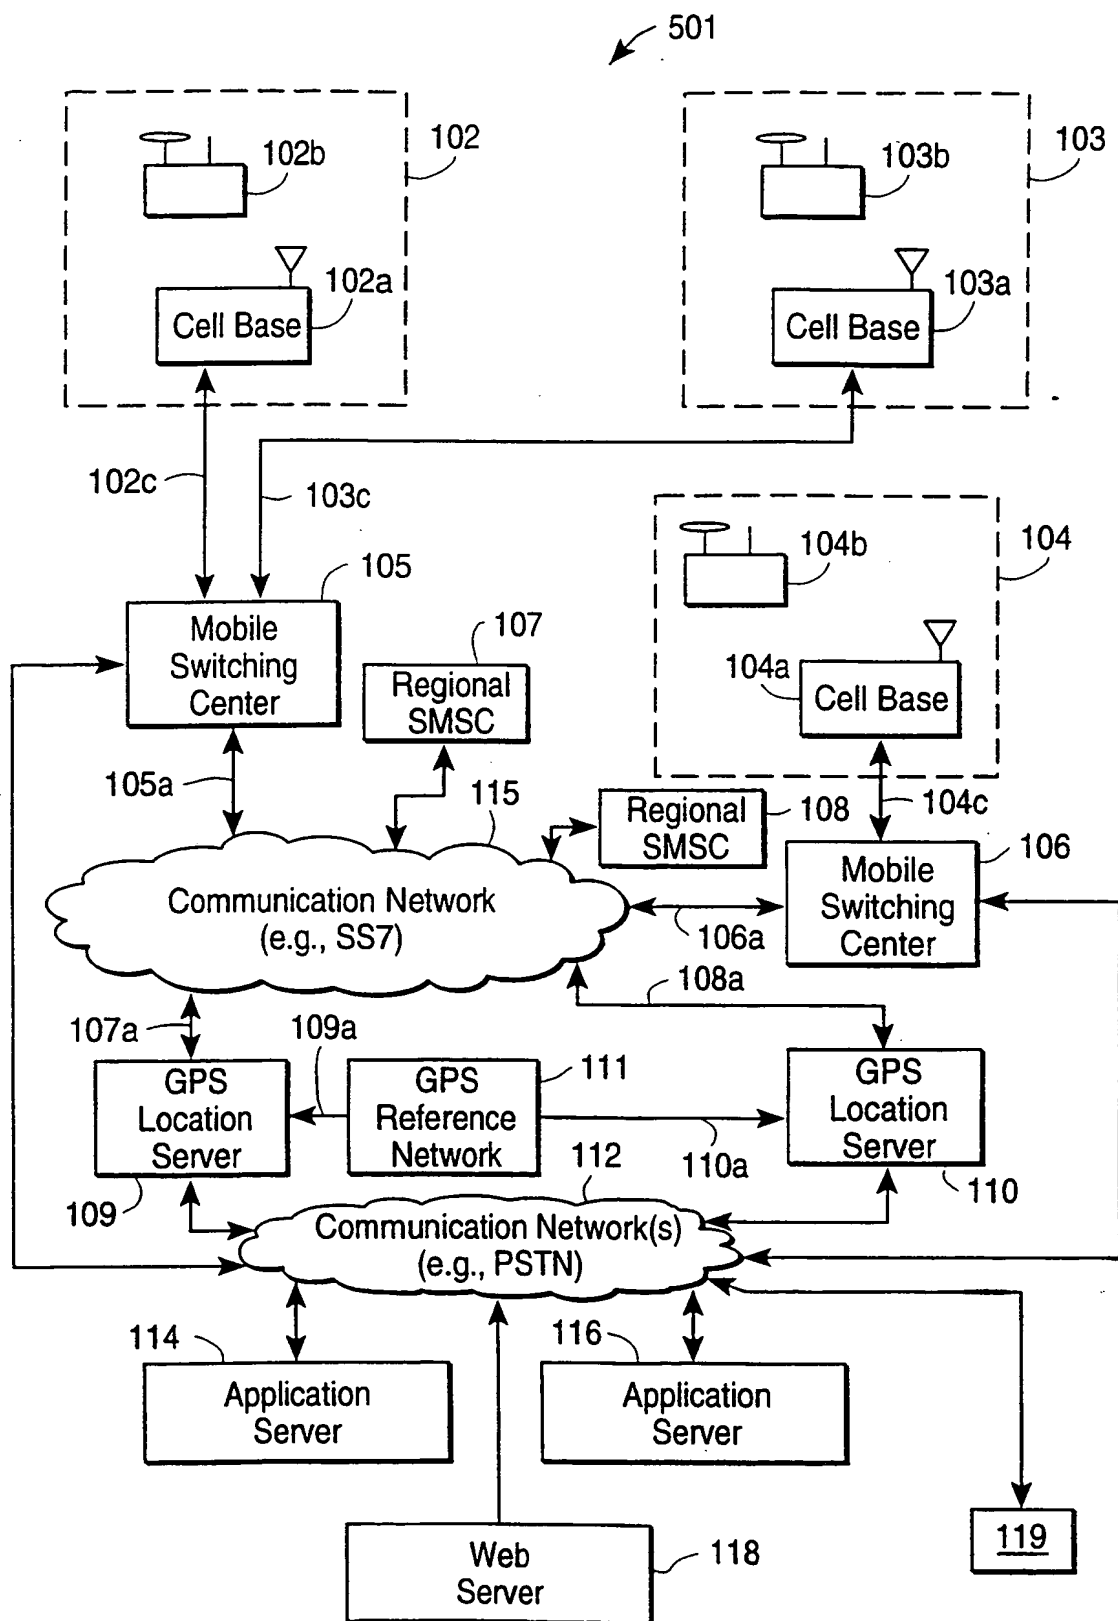 501
102
102b
102a
Cell Base
103
103b
103a
Cell Base
102c
103c
105
Mobile
Switching
Center
107
Regional
SMSC
104
104b
104a
Cell Base
105a
115
Regional
SMSC
108
104c
106
Mobile
Switching
Center
Communication Network
(e.g., SS7)
106a
108a
107a
109a
GPS
Location
Server
109
GPS
Reference
Network
111
110a
GPS
Location
Server
110
112
Communication Network(s)
(e.g., PSTN)
114
Application
Server
116
Application
Server
Web
Server
118
119